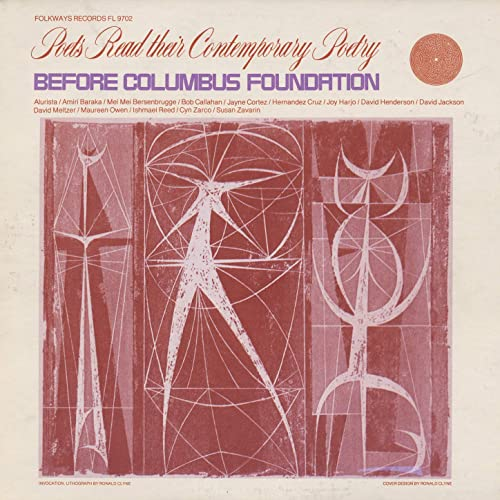 FOLKWAYS RECORDS FL 9702
Poets Read their Contemporary Poetry
BEFORE COLUMBUS FOUNDATION
Alurista / Amiri Baraka / Mei Mei Bersenbrugge / Bob Callahan / Jayne Cortez / Hernandez Cruz / Joy Harjo / David Henderson / David Jackson
David Meltzer / Maureen Owen / Ishmael Reed / Cyn Zarco / Susan Zavarin
INVOCATION, LITHOGRAPH BY RONALD CLYNE
COVER DESIGN BY RONALD CLYNE